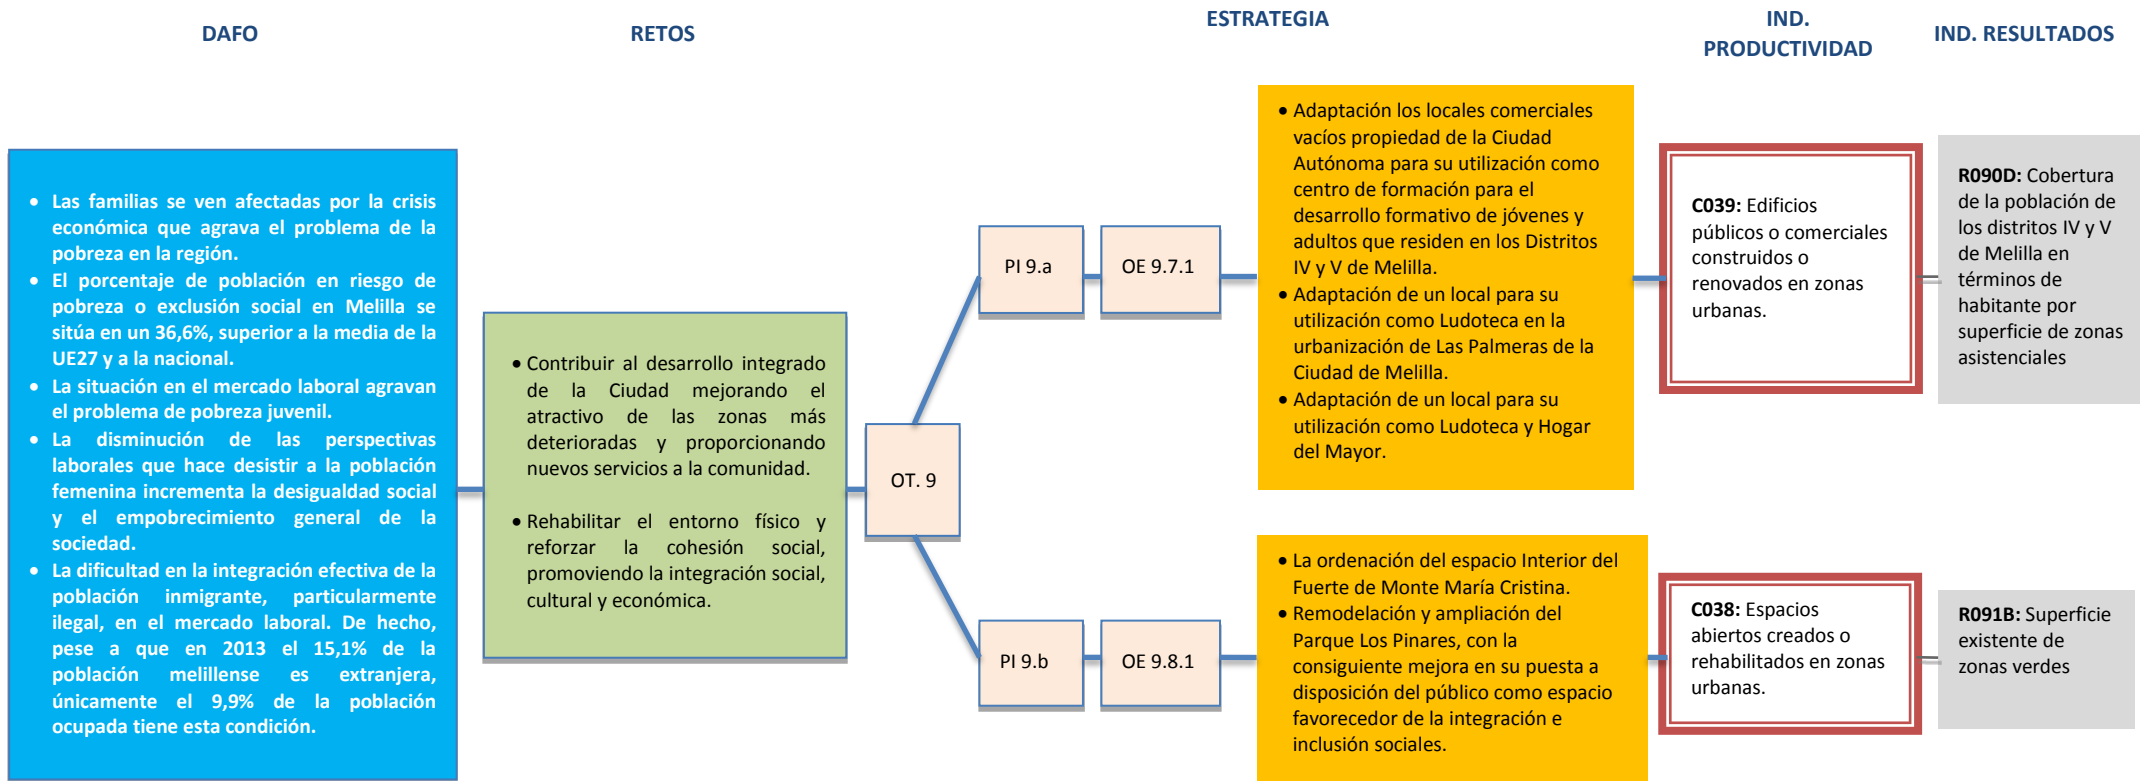 DAFO
RETOS
ESTRATEGIA
IND.
PRODUCTIVIDAD
IND. RESULTADOS
• Las familias se ven afectadas por la crisis
económica que agrava el problema de la
pobreza en la región.
• El porcentaje de población en riesgo de
pobreza o exclusión social en Melilla se
sitúa en un 36,6%, superior a la media de la
UE27 y a la nacional.
• La situación en el mercado laboral agravan
el problema de pobreza juvenil.
• La disminución de las perspectivas
laborales que hace desistir a la población
femenina incrementa la desigualdad social
y el empobrecimiento general de la
sociedad.
• La dificultad en la integración efectiva de la
población inmigrante, particularmente
ilegal, en el mercado laboral. De hecho,
pese a que en 2013 el 15,1% de la
población melillense es extranjera,
únicamente el 9,9% de la población
ocupada tiene esta condición.
• Contribuir al desarrollo integrado
de la Ciudad mejorando el
atractivo de las zonas más
deterioradas y proporcionando
nuevos servicios a la comunidad.
• Rehabilitar el entorno físico y
reforzar la cohesión social,
promoviendo la integración social,
cultural y económica.
OT. 9
PI 9.a
OE 9.7.1
• Adaptación los locales comerciales
vacíos propiedad de la Ciudad
Autónoma para su utilización como
centro de formación para el
desarrollo formativo de jóvenes y
adultos que residen en los Distritos
IV y V de Melilla.
• Adaptación de un local para su
utilización como Ludoteca en la
urbanización de Las Palmeras de la
Ciudad de Melilla.
• Adaptación de un local para su
utilización como Ludoteca y Hogar
del Mayor.
C039: Edificios
públicos o comerciales
construidos o
renovados en zonas
urbanas.
R090D: Cobertura
de la población de
los distritos IV y V
de Melilla en
términos de
habitante por
superficie de zonas
asistenciales
PI 9.b
OE 9.8.1
• La ordenación del espacio Interior del
Fuerte de Monte María Cristina.
• Remodelación y ampliación del
Parque Los Pinares, con la
consiguiente mejora en su puesta a
disposición del público como espacio
favorecedor de la integración e
inclusión sociales.
C038: Espacios
abiertos creados o
rehabilitados en zonas
urbanas.
R091B: Superficie
existente de
zonas verdes